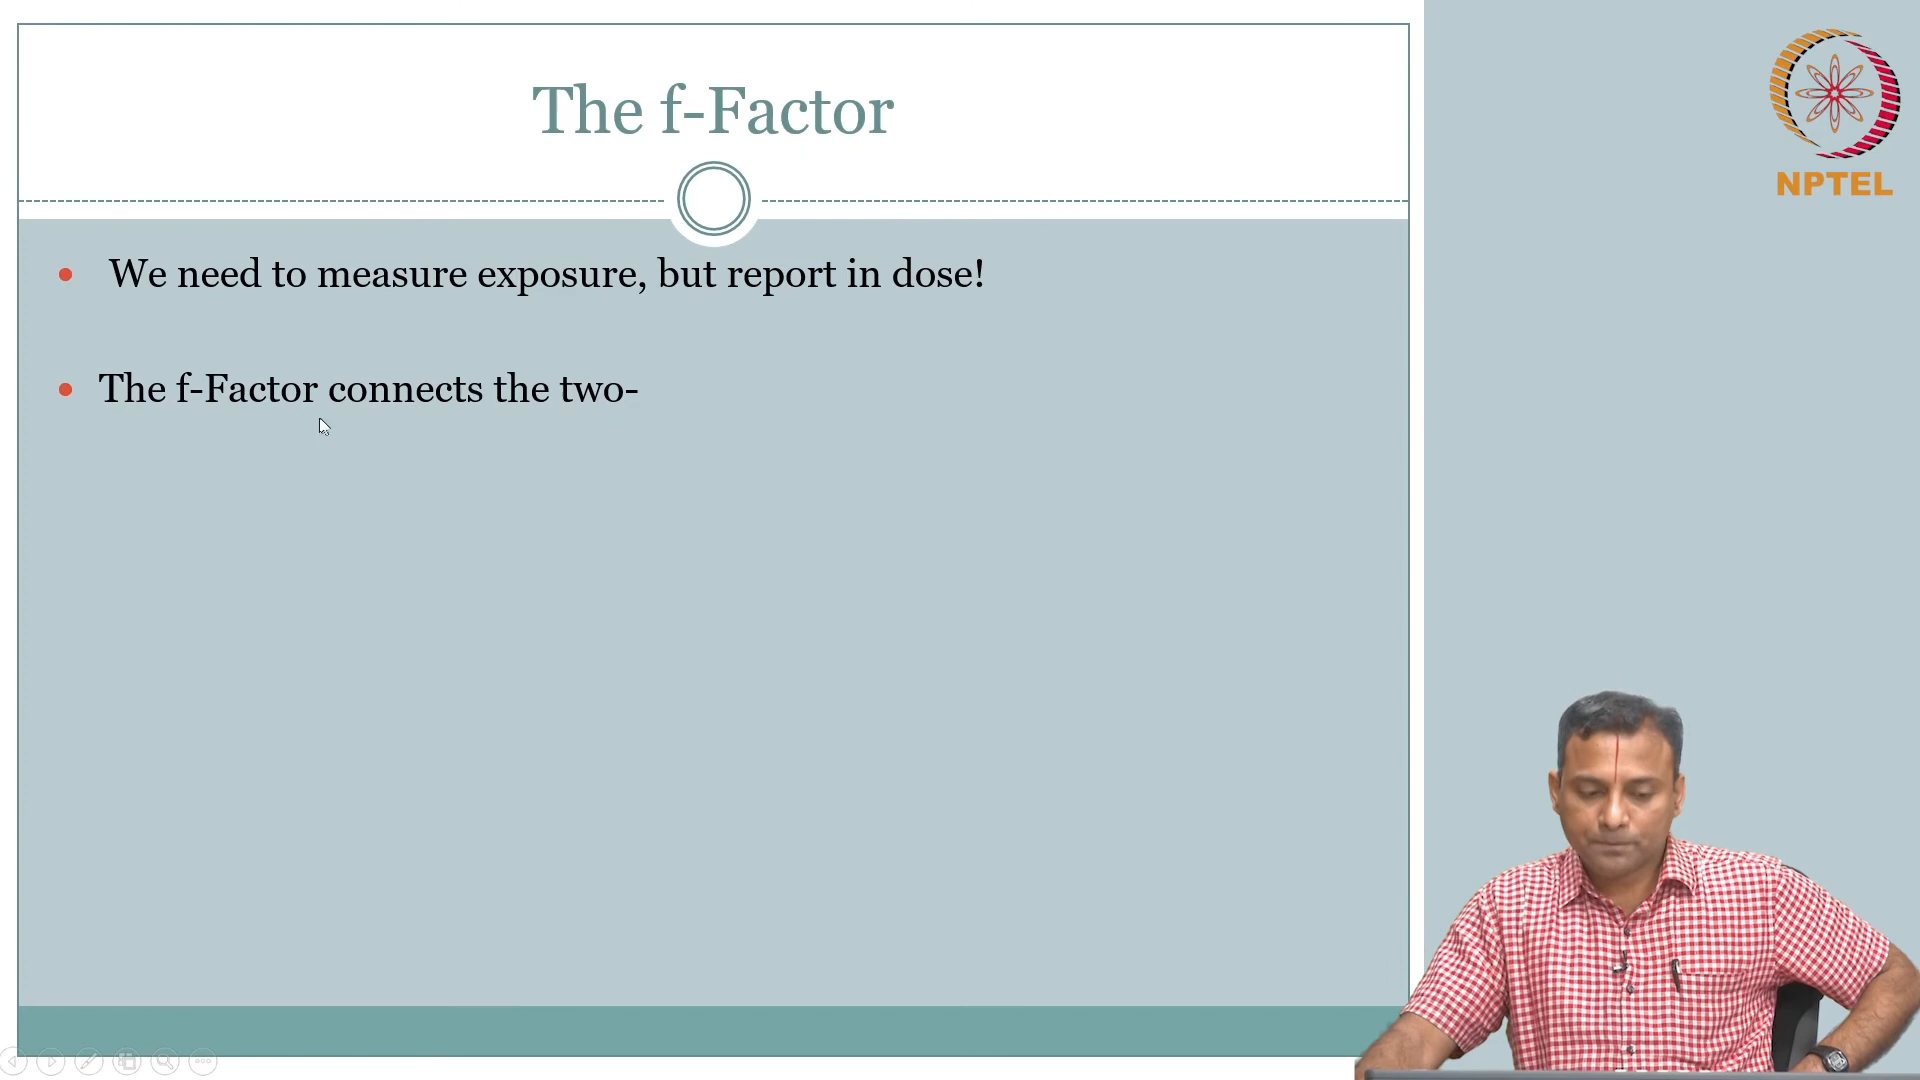 The f-Factor
NPTEL
We need to measure exposure, but report in dose!
The f-Factor connects the two-